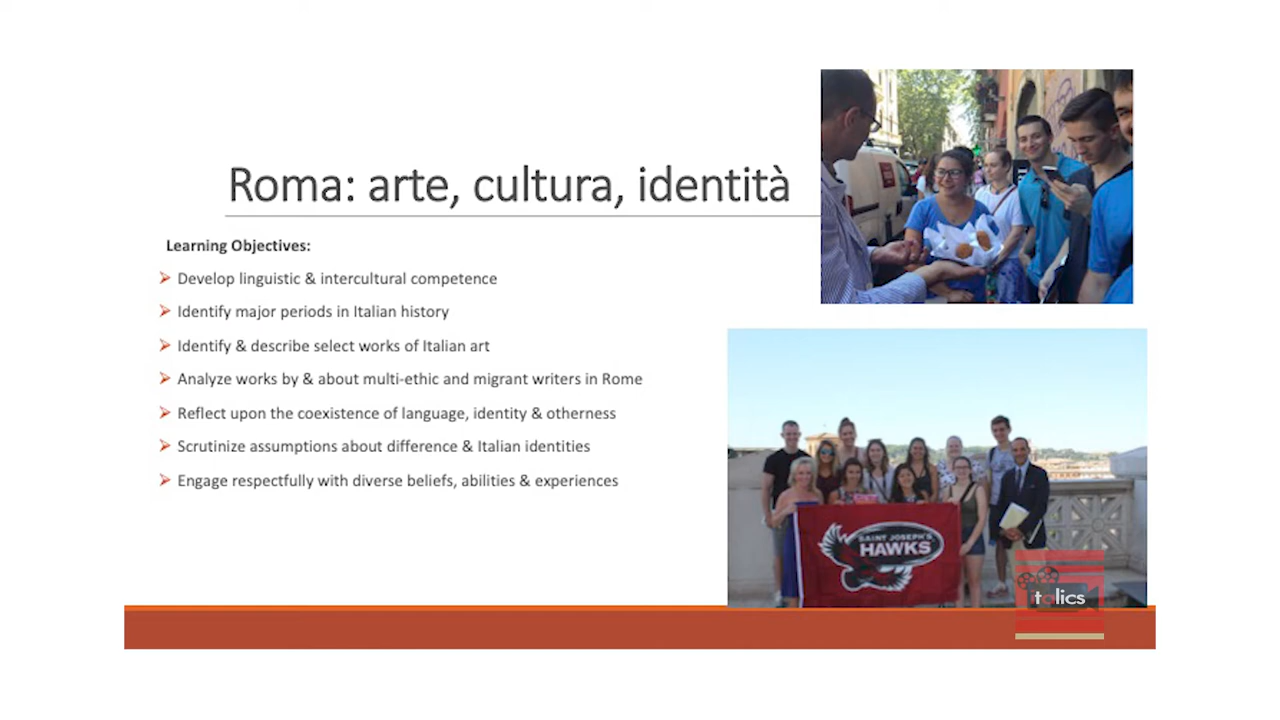 Roma: arte, cultura, identità
Learning Objectives:
Develop linguistic & intercultural competence
Identify major periods in Italian history
Identify & describe select works of Italian art
Analyze works by & about multi-ethic and migrant writers in Rome
Reflect upon the coexistence of language, identity & otherness
Scrutinize assumptions about difference & Italian identities
Engage respectfully with diverse beliefs, abilities & experiences
SAINT JOSEPH'S
HAWKS
italics